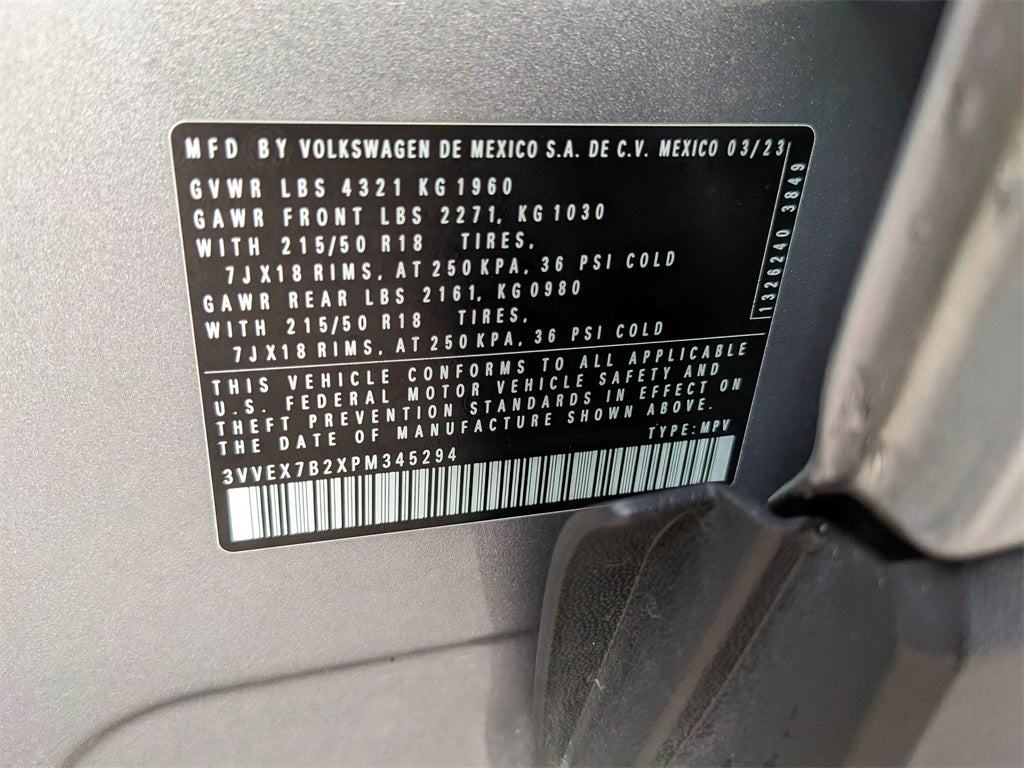 MFD BY VOLKSWAGEN DE MEXICO S.A. DE C.V. MEXICO 03/23
GVWR LBS 4321 KG 1960
GAWR FRONT LBS 2271, KG 1030
WITH 215/50 R18 TIRES,
7JX18 RIMS, AT 250 KPA, 36 PSI COLD
GAWR REAR LBS 2161, KG 0980
WITH 215/50 R18 TIRES,
7JX18 RIMS, AT 250 KPA, 36 PSI COLD
1326240 3849
THIS VEHICLE CONFORMS TO ALL APPLICABLE
U.S. FEDERAL MOTOR VEHICLE SAFETY AND
THEFT PREVENTION STANDARDS IN EFFECT ON
THE DATE OF MANUFACTURE SHOWN ABOVE.
TYPE: MPV
3VVEX7B2XPM345294